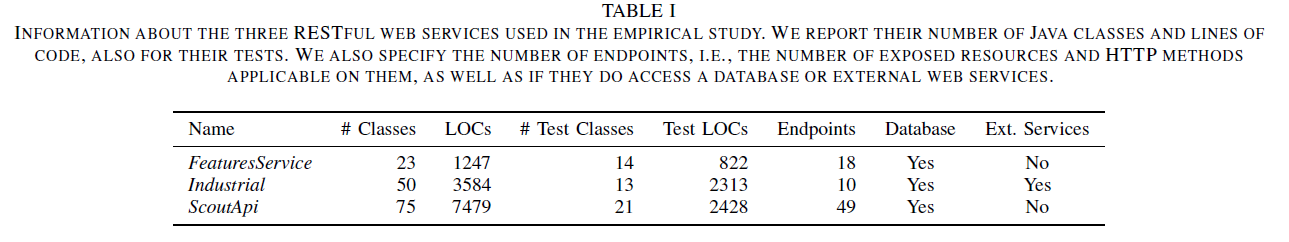 TABLE I
INFORMATION ABOUT THE THREE RESTFUL WEB SERVICES USED IN THE EMPIRICAL STUDY. WE REPORT THEIR NUMBER OF JAVA CLASSES AND LINES OF
CODE, ALSO FOR THEIR TESTS. WE ALSO SPECIFY THE NUMBER OF ENDPOINTS, I.E., THE NUMBER OF EXPOSED RESOURCES AND HTTP METHODS
APPLICABLE ON THEM, AS WELL AS IF THEY DO ACCESS A DATABASE OR EXTERNAL WEB SERVICES.
Name # Classes LOCs # Test Classes Test LOCs Endpoints Database Ext. Services
FeaturesService 23 1247 14 822 18 Yes No
Industrial 50 3584 13 2313 10 Yes Yes
ScoutApi 75 7479 21 2428 49 Yes No